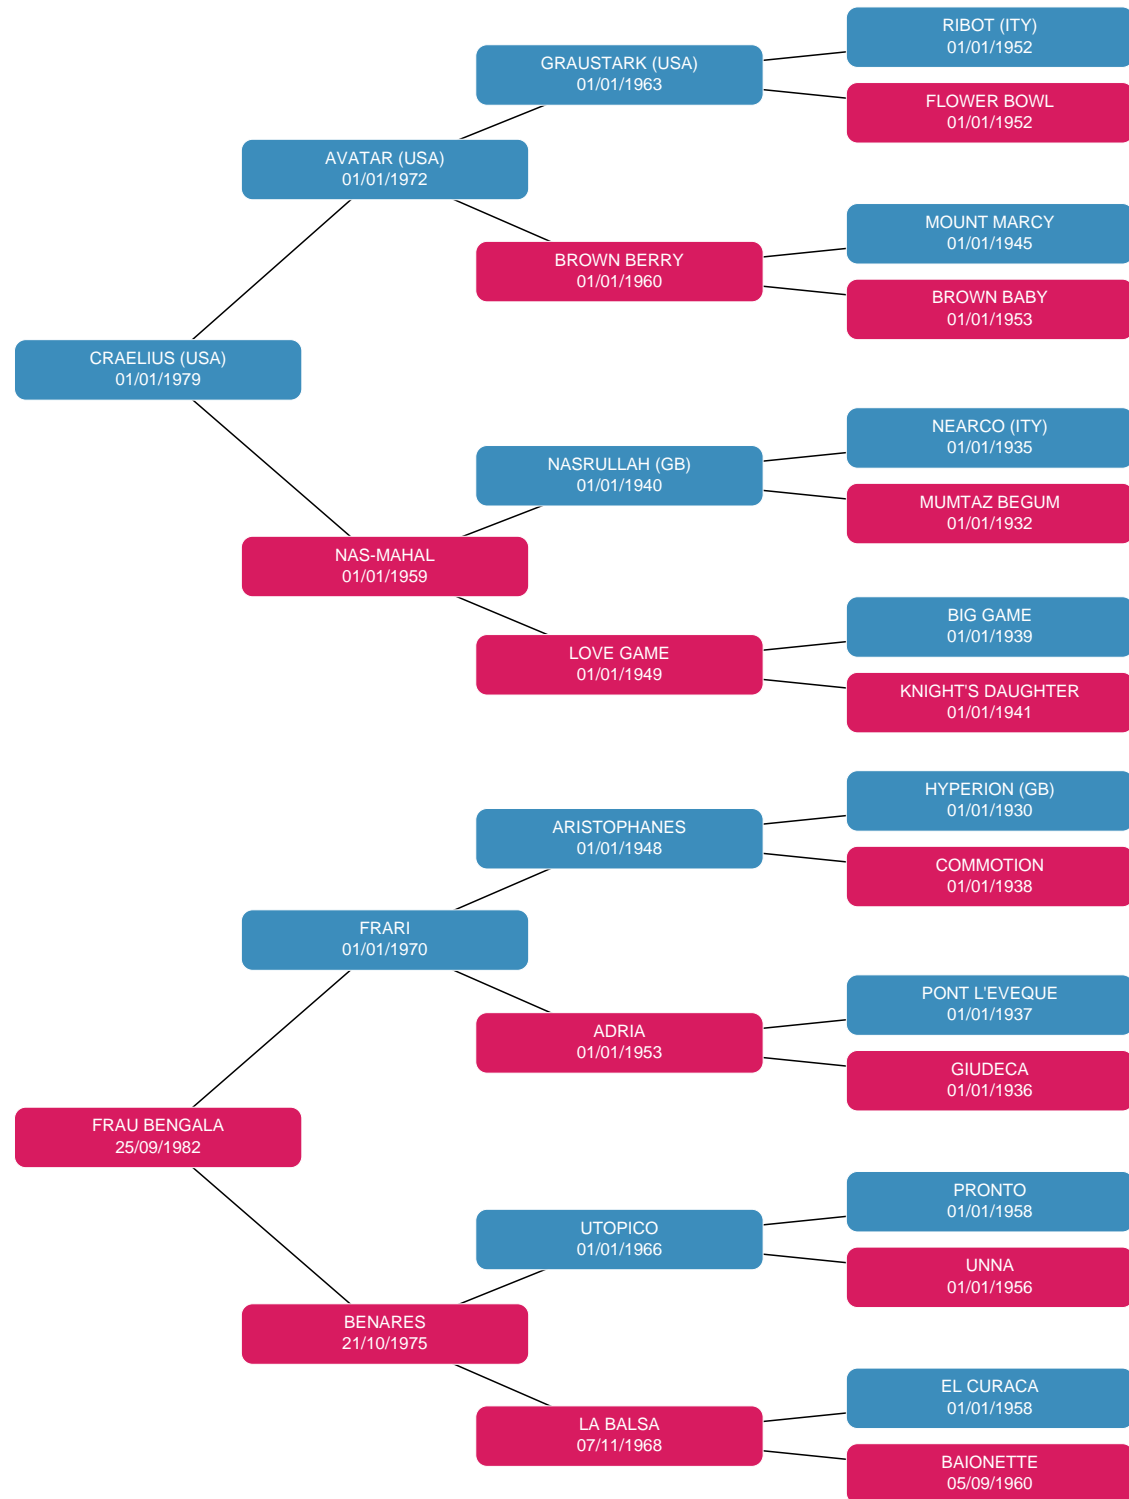 RIBOT (ITY)
01/01/1952
GRAUSTARK (USA)
01/01/1963
FLOWER BOWL
01/01/1952
AVATAR (USA)
01/01/1972
MOUNT MARCY
01/01/1945
BROWN BERRY
01/01/1960
BROWN BABY
01/01/1953
CRAELIUS (USA)
01/01/1979
NEARCO (ITY)
01/01/1935
NASRULLAH (GB)
01/01/1940
MUMTAZ BEGUM
01/01/1932
NAS-MAHAL
01/01/1959
BIG GAME
01/01/1939
LOVE GAME
01/01/1949
KNIGHT'S DAUGHTER
01/01/1941
HYPERION (GB)
01/01/1930
ARISTOPHANES
01/01/1948
COMMOTION
01/01/1938
FRARI
01/01/1970
PONT L'EVEQUE
01/01/1937
ADRIA
01/01/1953
GIUDECA
01/01/1936
FRAU BENGALA
25/09/1982
PRONTO
01/01/1958
UTOPICO
01/01/1966
UNNA
01/01/1956
BENARES
21/10/1975
EL CURACA
01/01/1958
LA BALSA
07/11/1968
BAIONETTE
05/09/1960